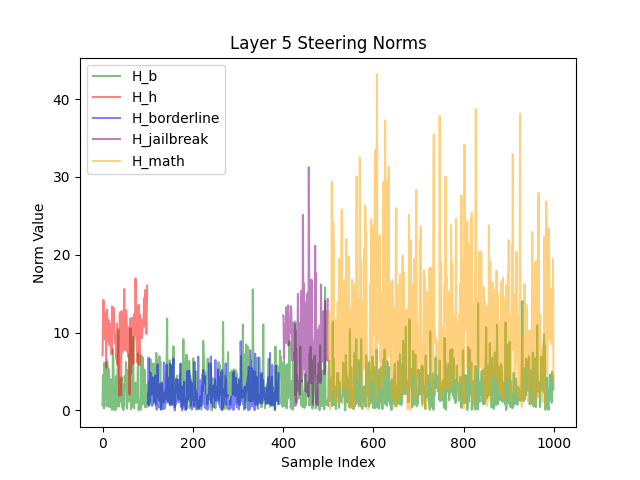 Layer 5 Steering Norms
H_b
H_h
H_borderline
H_jailbreak
H_math
Norm Value
40
30
20
10
0
0 200 400 600 800 1000
Sample Index